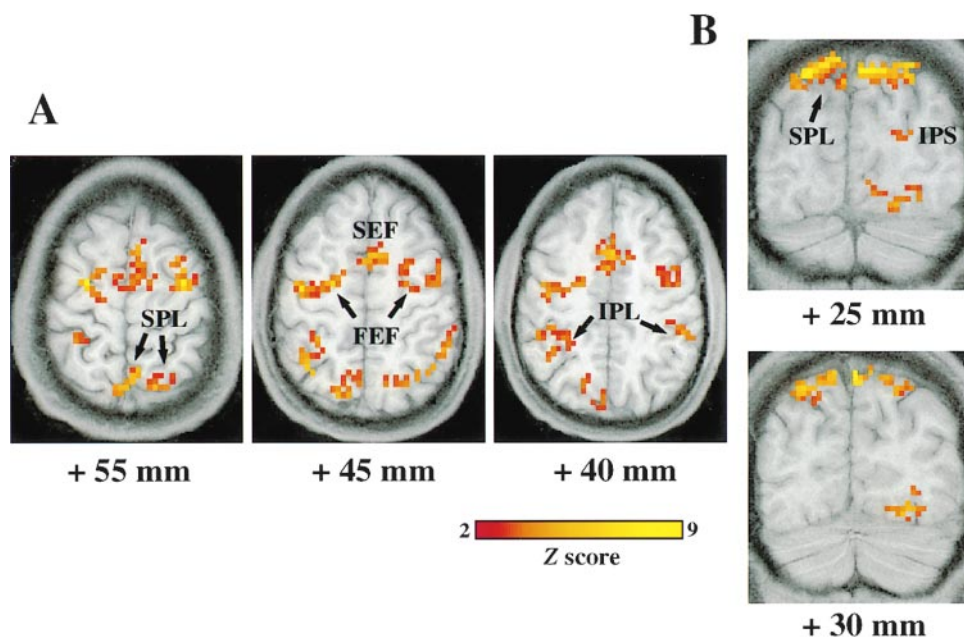 A
B
SPL
IPS
+ 25 mm
SPL
+ 55 mm
SEF
FEF
+ 45 mm
IPL
+ 40 mm
2
9
Z score
+ 30 mm